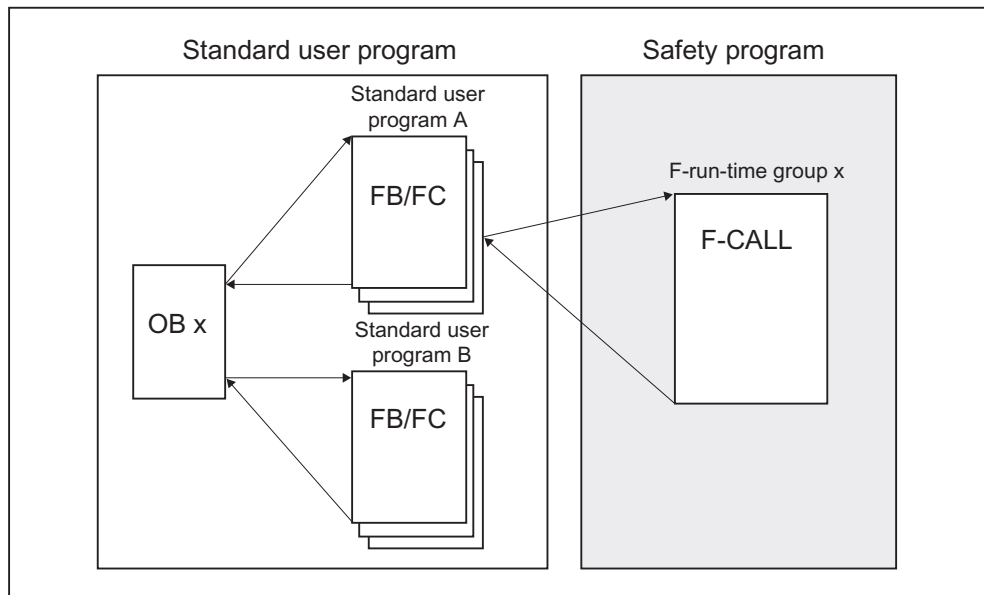 Standard user program
Safety program
Standard user
program A
FB/FC
F-run-time group x
F-CALL
OB x
Standard user
program B
FB/FC